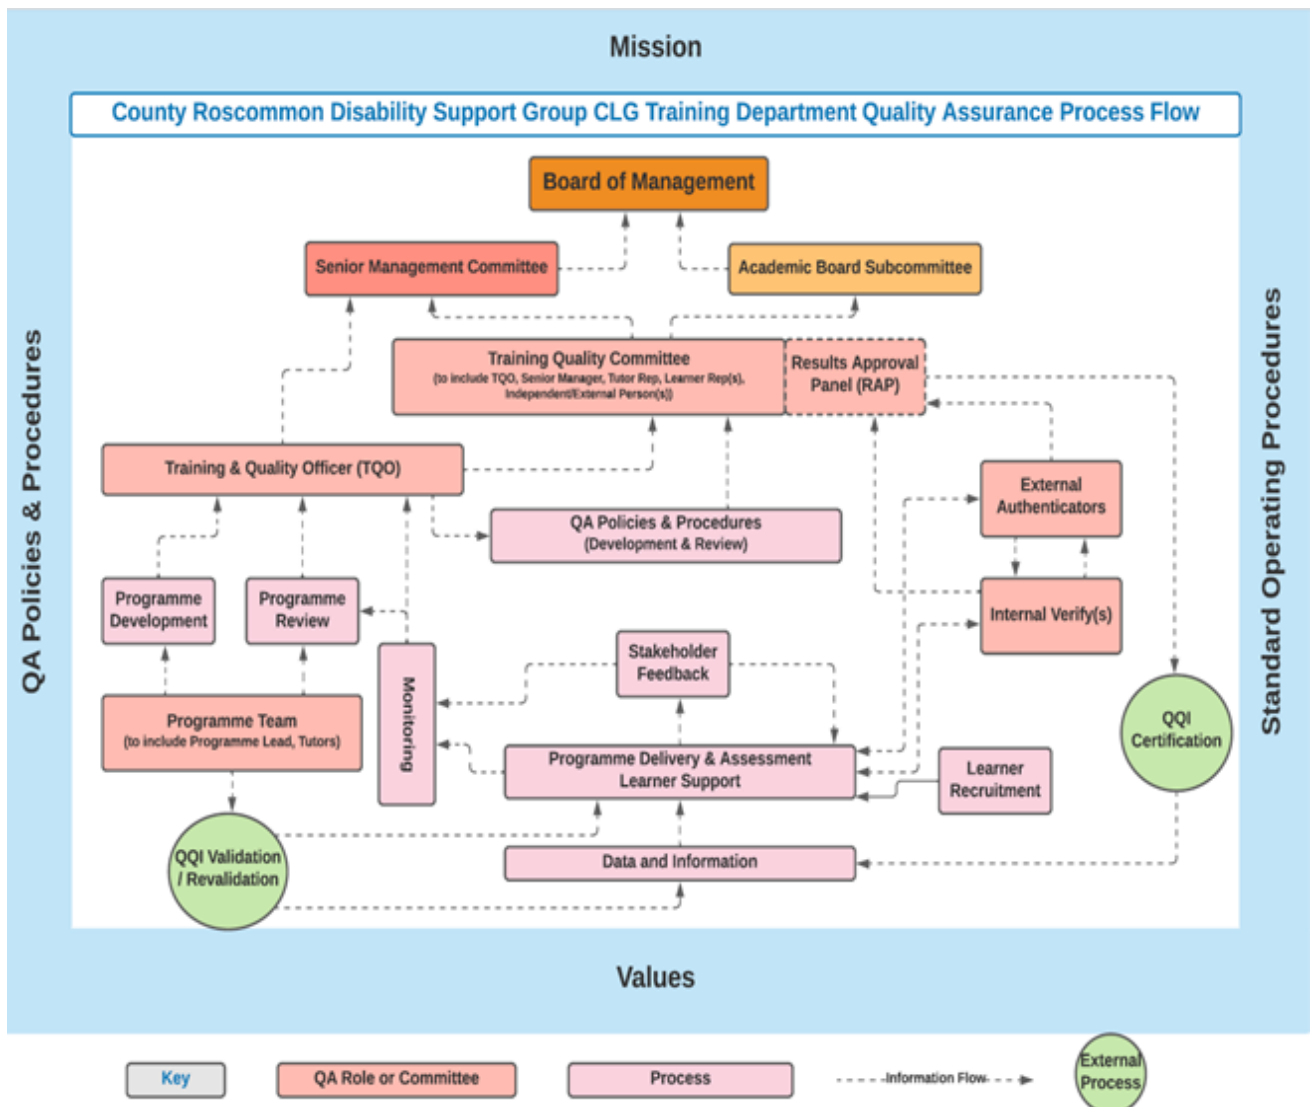 Mission
County Roscommon Disability Support Group CLG Training Department Quality Assurance Process Flow
Board of Management
Senior Management Committee
Academic Board Subcommittee
Training Quality Committee
(to include TQO, Senior Manager, Tutor Rep, Learner Rep(s),
Independent/External Person(s))
Results Approval
Panel (RAP)
Training & Quality Officer (TQO)
External
Authenticators
QA Policies & Procedures
(Development & Review)
Programme
Development
Programme
Review
Internal Verify(s)
Stakeholder
Feedback
Monitoring
Programme Team
(to include Programme Lead, Tutors)
QQI
Certification
Programme Delivery & Assessment
Learner Support
Learner
Recruitment
QQI Validation
/ Revalidation
Data and Information
QA Policies & Procedures
Standard Operating Procedures
Values
Key
QA Role or Committee
Process
Information Flow
External
Process